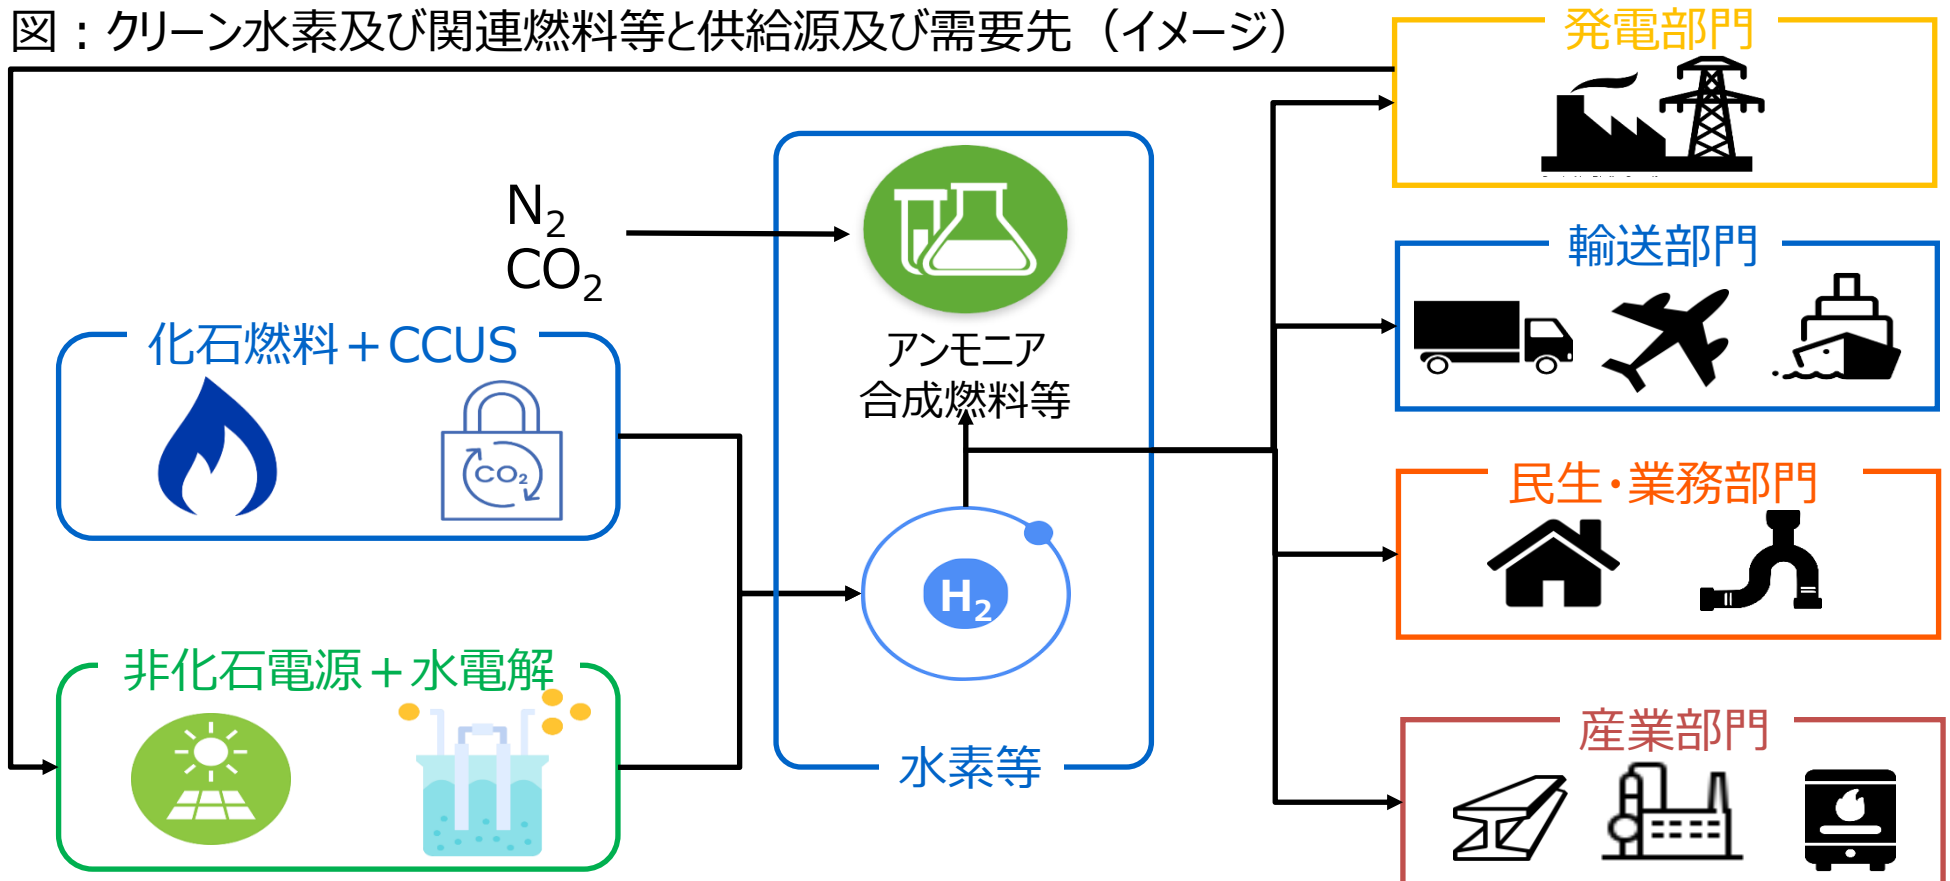 図：クリーン水素及び関連燃料等と供給源及び需要先（イメージ）
発電部門
N₂
CO₂
輸送部門
化石燃料＋CCUS
CO₂
アンモニア
合成燃料等
民生・業務部門
H₂
非化石電源＋水電解
水素等
産業部門